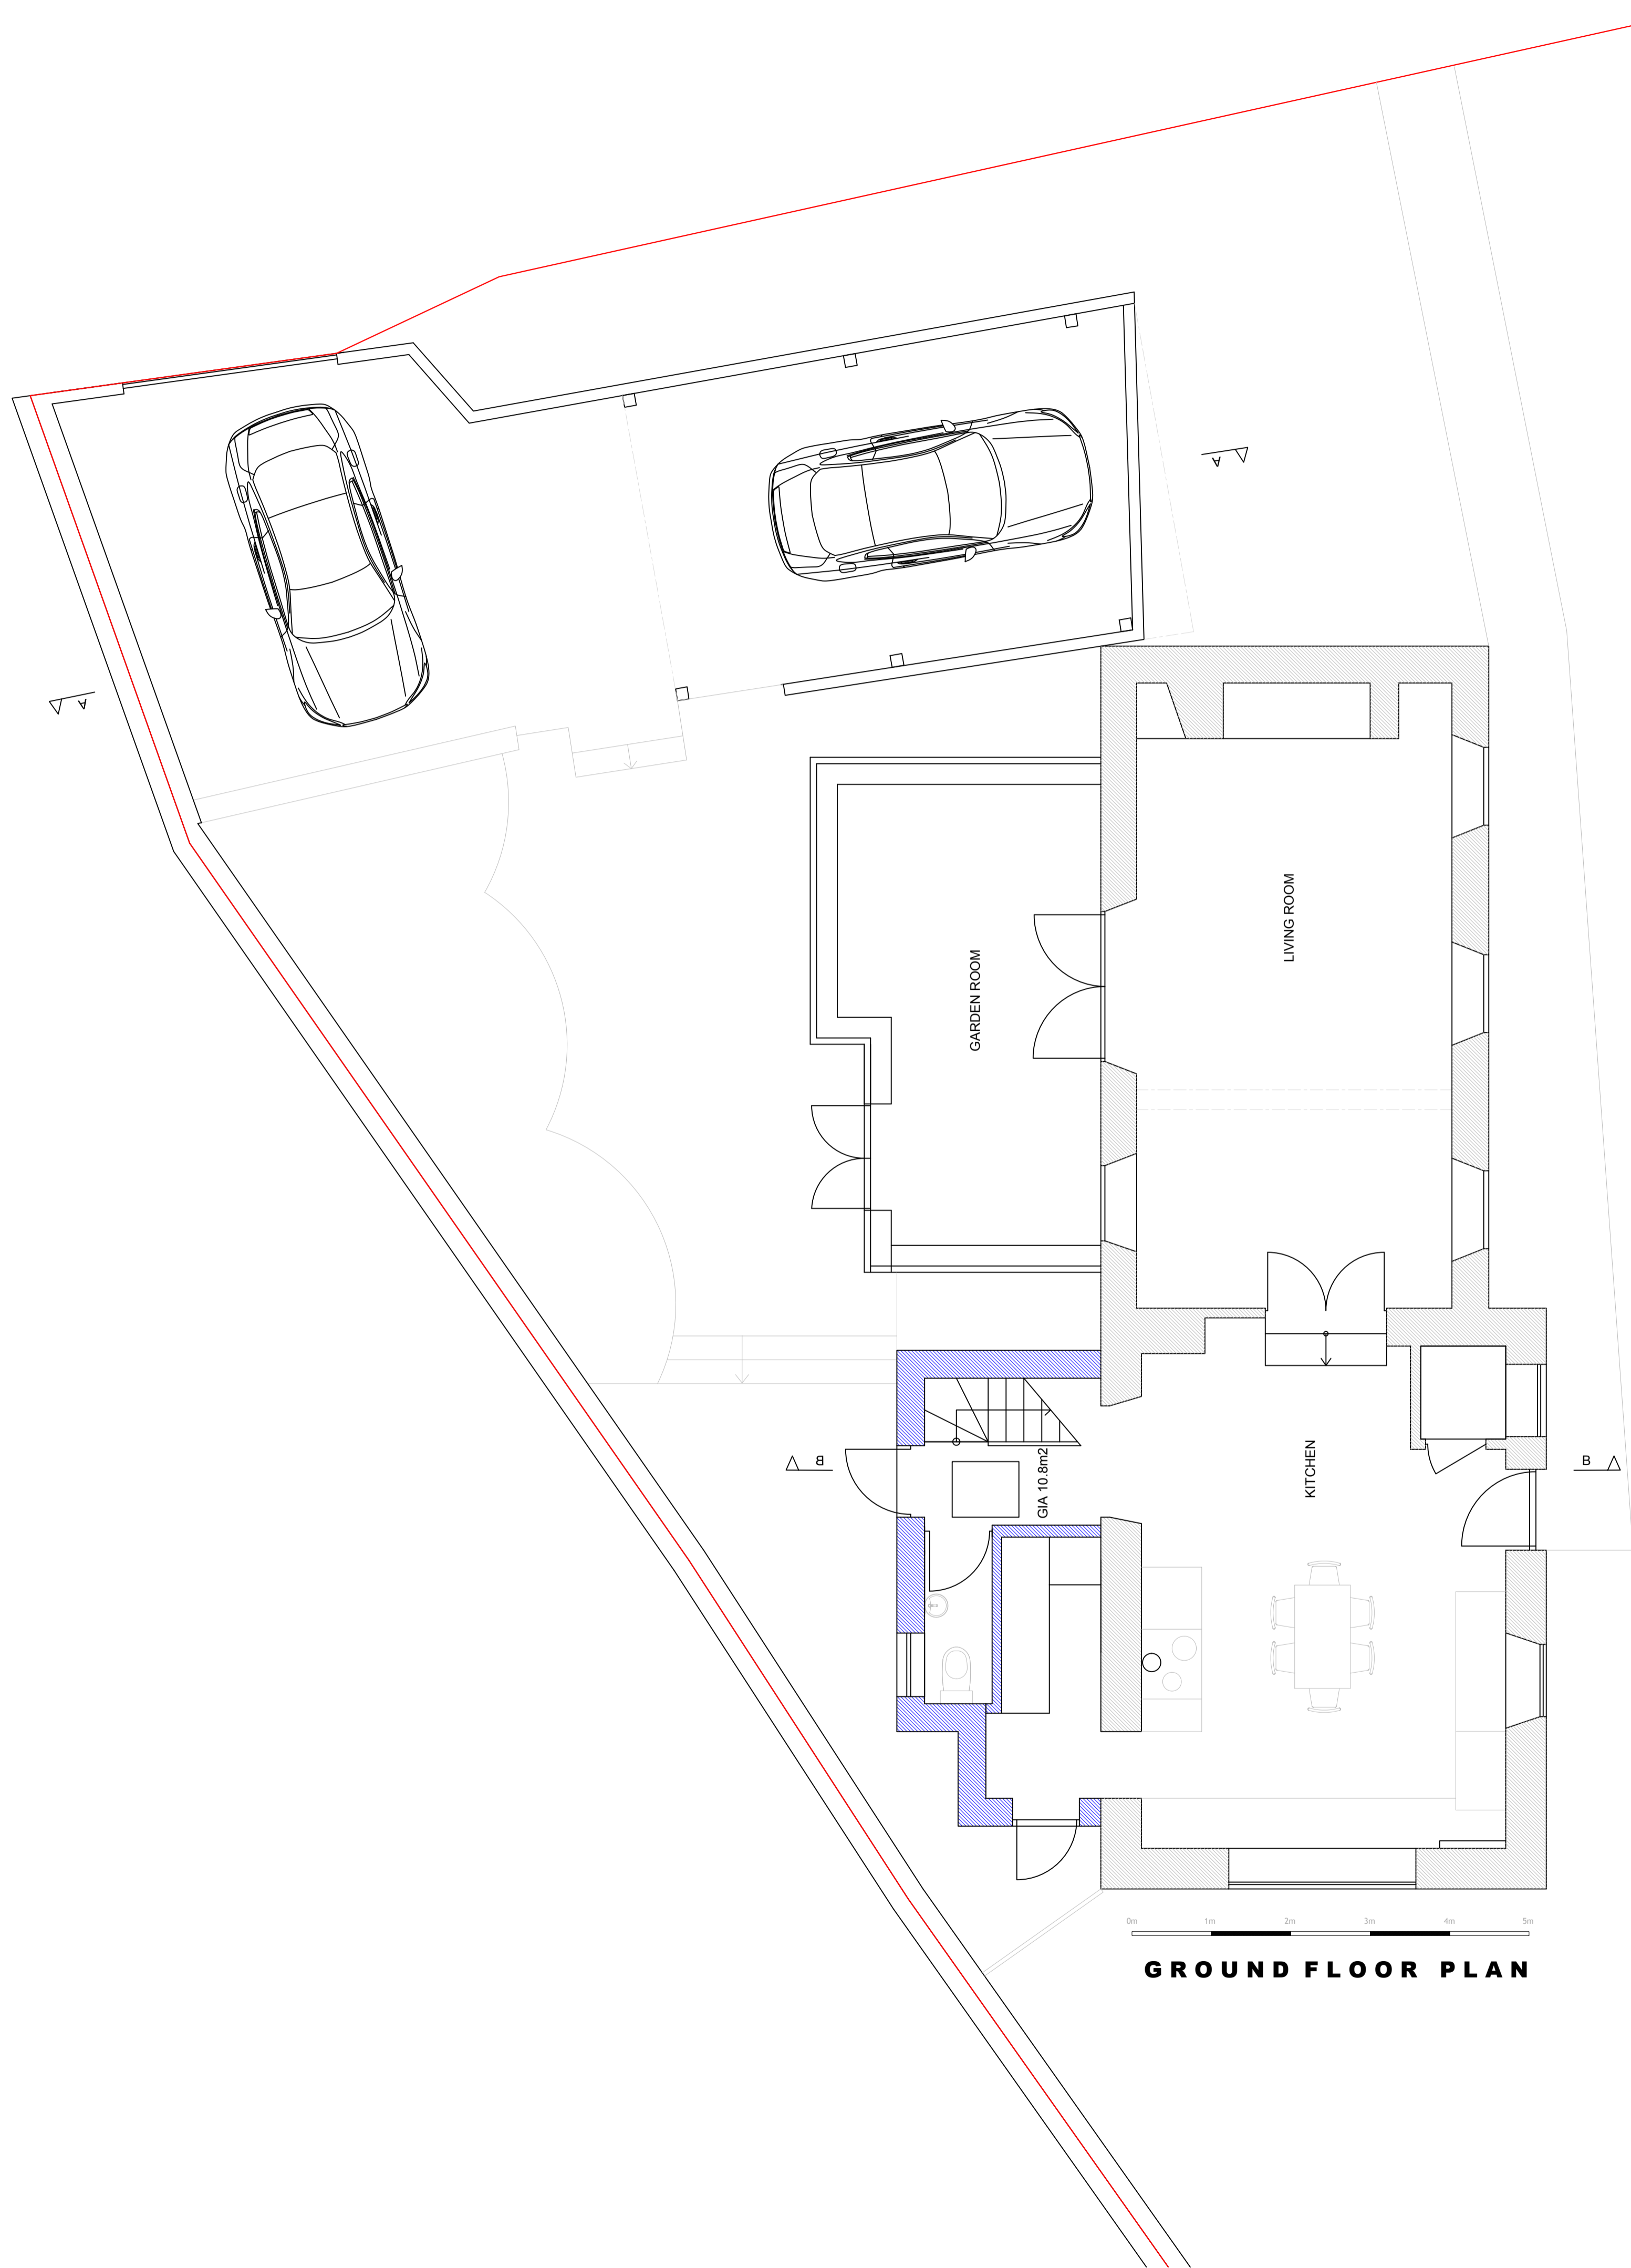 A
A
GARDEN ROOM
LIVING ROOM
B
GIA 10.8m2
KITCHEN
B
0m 1m 2m 3m 4m 5m
GROUND FLOOR PLAN